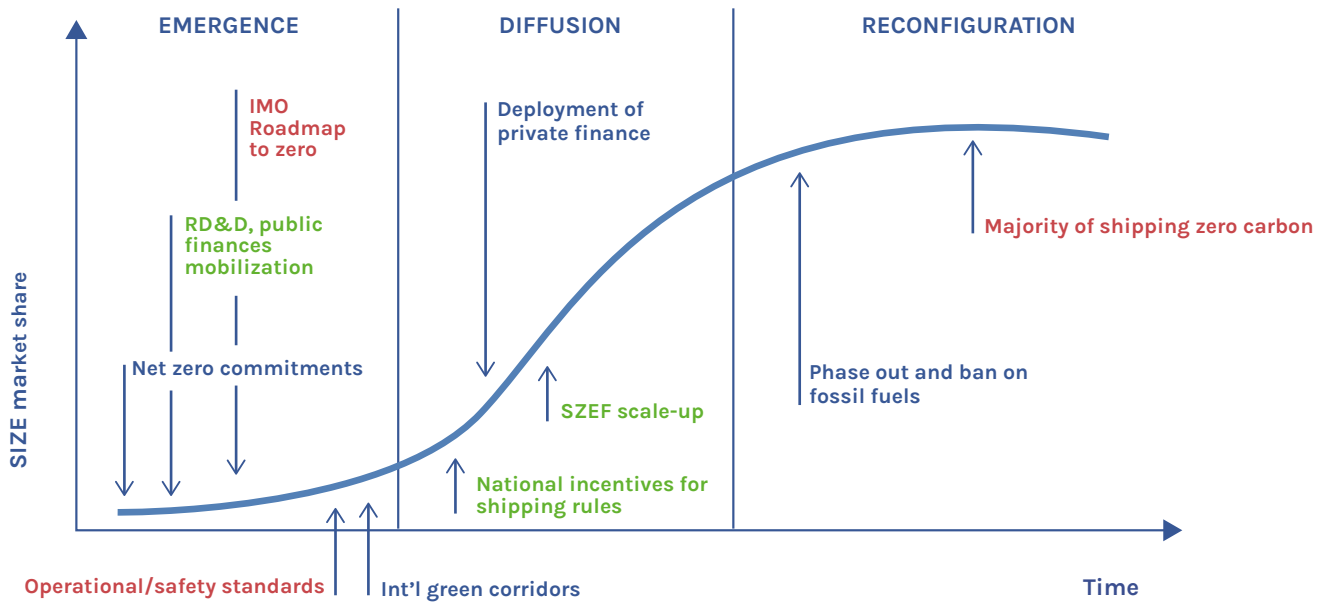 EMERGENCE
DIFFUSION
RECONFIGURATION
IMO
Roadmap
to zero
Deployment of
private finance
RD&D, public
finances
mobilization
Majority of shipping zero carbon
Net zero commitments
Phase out and ban on
fossil fuels
SZEF scale-up
National incentives for
shipping rules
SIZE market share
Operational/safety standards
Int'l green corridors
Time